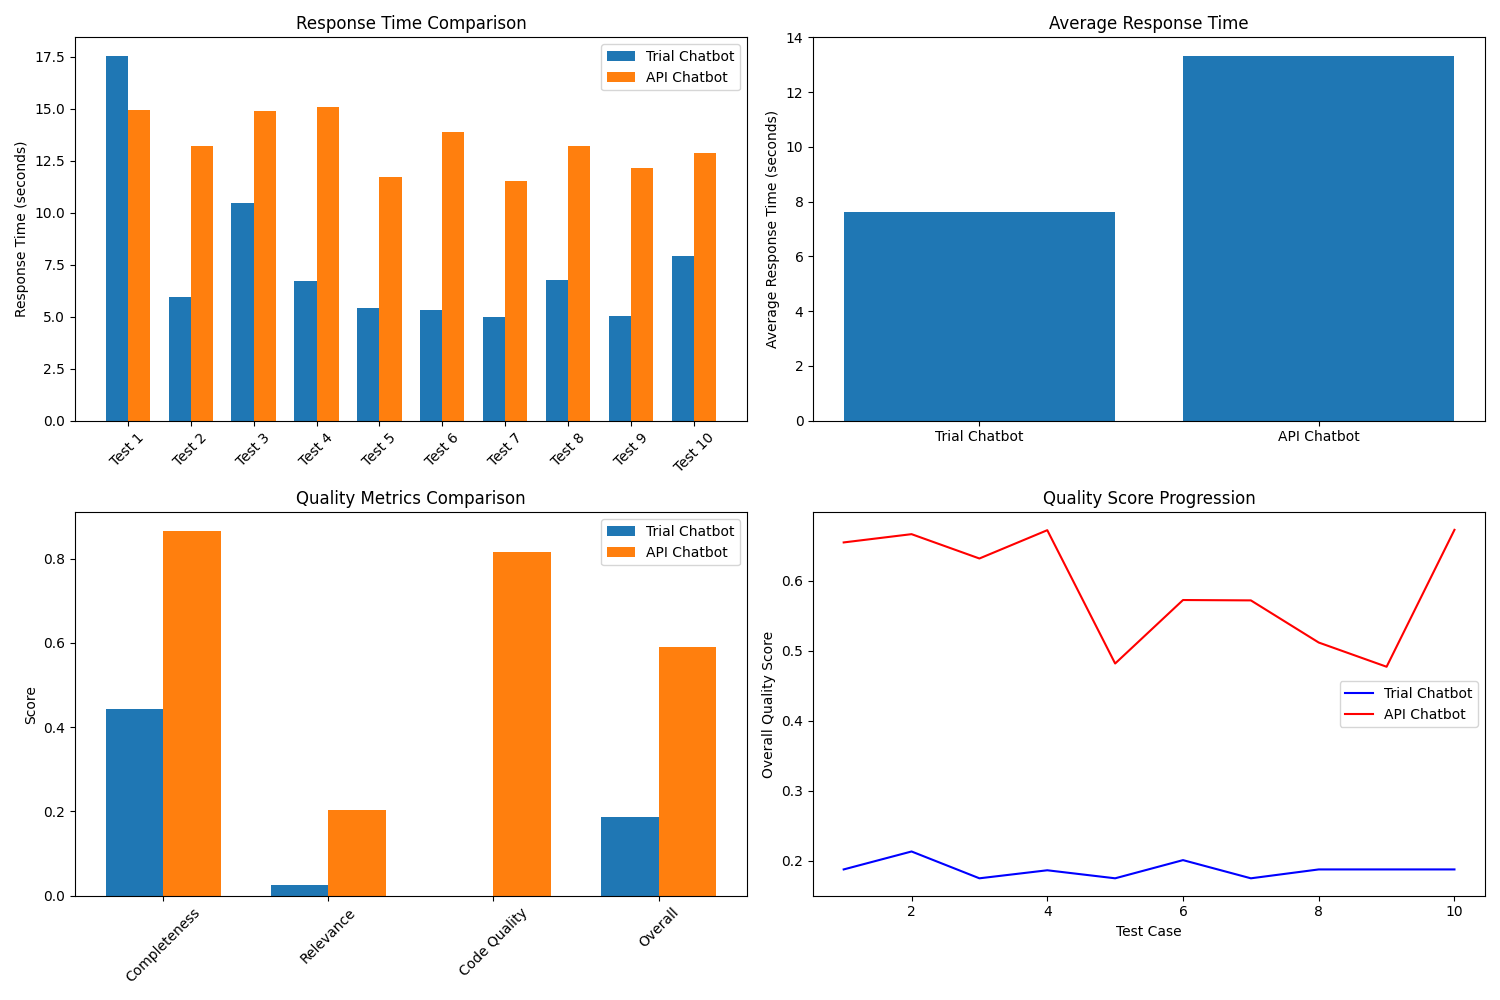 Response Time Comparison
Response Time (seconds)
17.5
15.0
12.5
10.0
7.5
5.0
2.5
0.0
Trial Chatbot
API Chatbot
Test 1
Test 2
Test 3
Test 4
Test 5
Test 6
Test 7
Test 8
Test 9
Test 10
Average Response Time
Average Response Time (seconds)
14
12
10
8
6
4
2
0
Trial Chatbot
API Chatbot
Quality Metrics Comparison
Score
0.8
0.6
0.4
0.2
0.0
Trial Chatbot
API Chatbot
Completeness
Relevance
Code Quality
Overall
Quality Score Progression
Overall Quality Score
0.6
0.5
0.4
0.3
0.2
Trial Chatbot
API Chatbot
2
4
6
8
10
Test Case